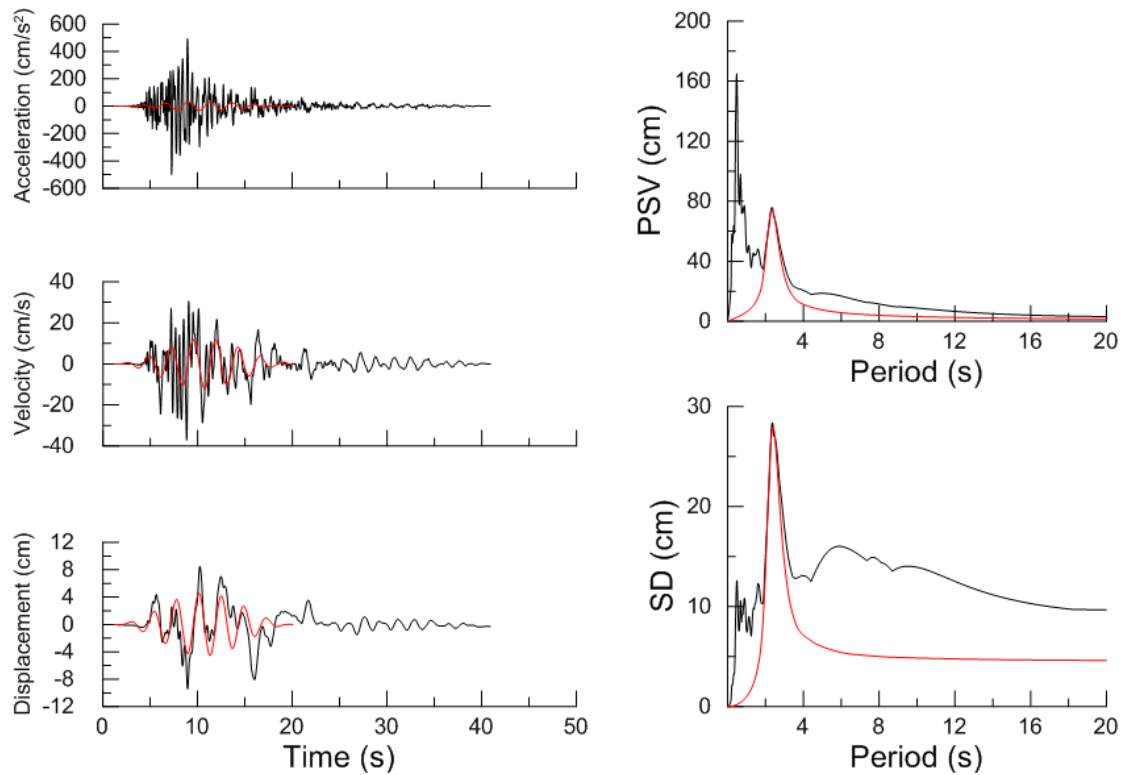 600
400
200
0
-200
-400
-600
Acceleration (cm/s²)
40
20
0
-20
-40
Velocity (cm/s)
12
8
4
0
-4
-8
-12
Displacement (cm)
0 10 20 30 40 50
Time (s)
200
160
120
80
40
0
PSV (cm)
4 8 12 16 20
Period (s)
30
20
10
0
SD (cm)
4 8 12 16 20
Period (s)